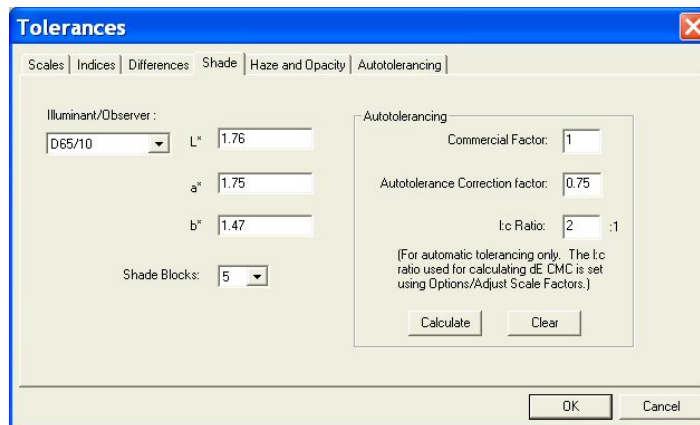 Tolerances
Scales Indices Differences Shade Haze and Opacity Autotolerancing
Illuminant/Observer :
D65/10
L* 1.76
a* 1.75
b* 1.47
Shade Blocks: 5
Autotolerancing
Commercial Factor: 1
Autotolerance Correction factor: 0.75
l:c Ratio: 2 :1
(For automatic tolerancing only. The l:c
ratio used for calculating dE CMC is set
using Options/Adjust Scale Factors.)
Calculate Clear
OK Cancel